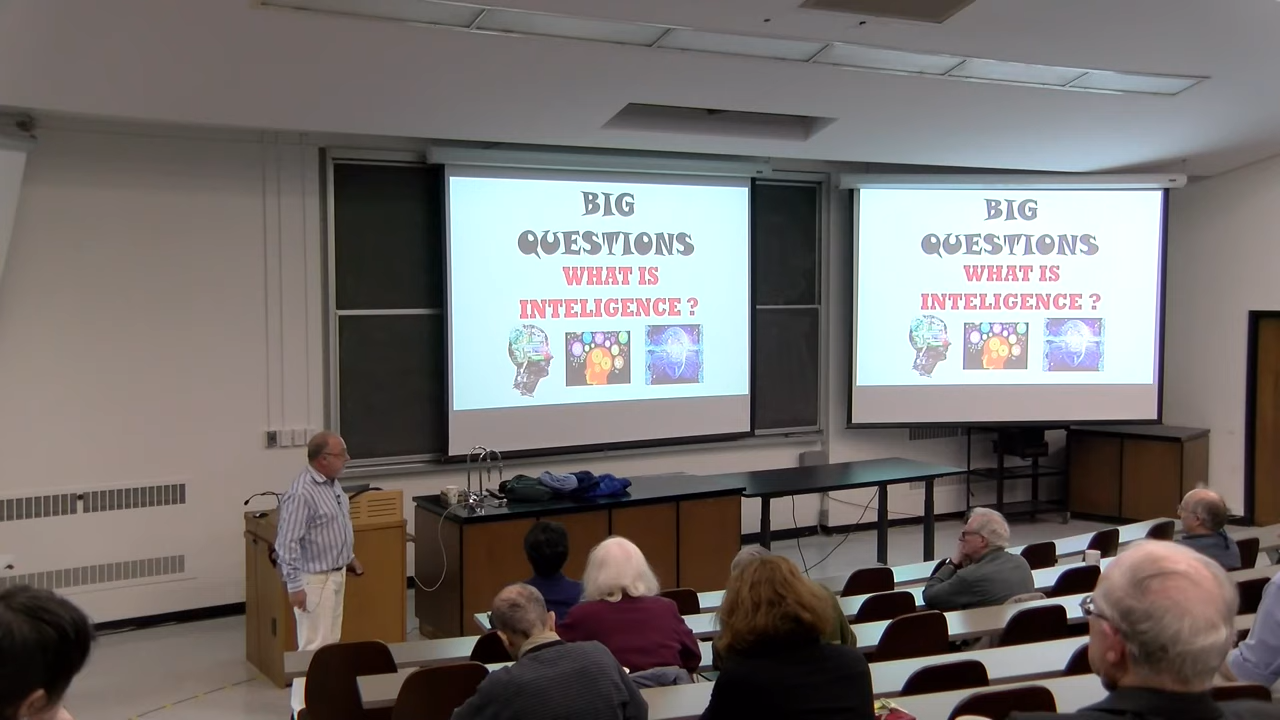 BIG
QUESTIONS
WHAT IS
INTELIGENCE ?
BIG
QUESTIONS
WHAT IS
INTELIGENCE ?